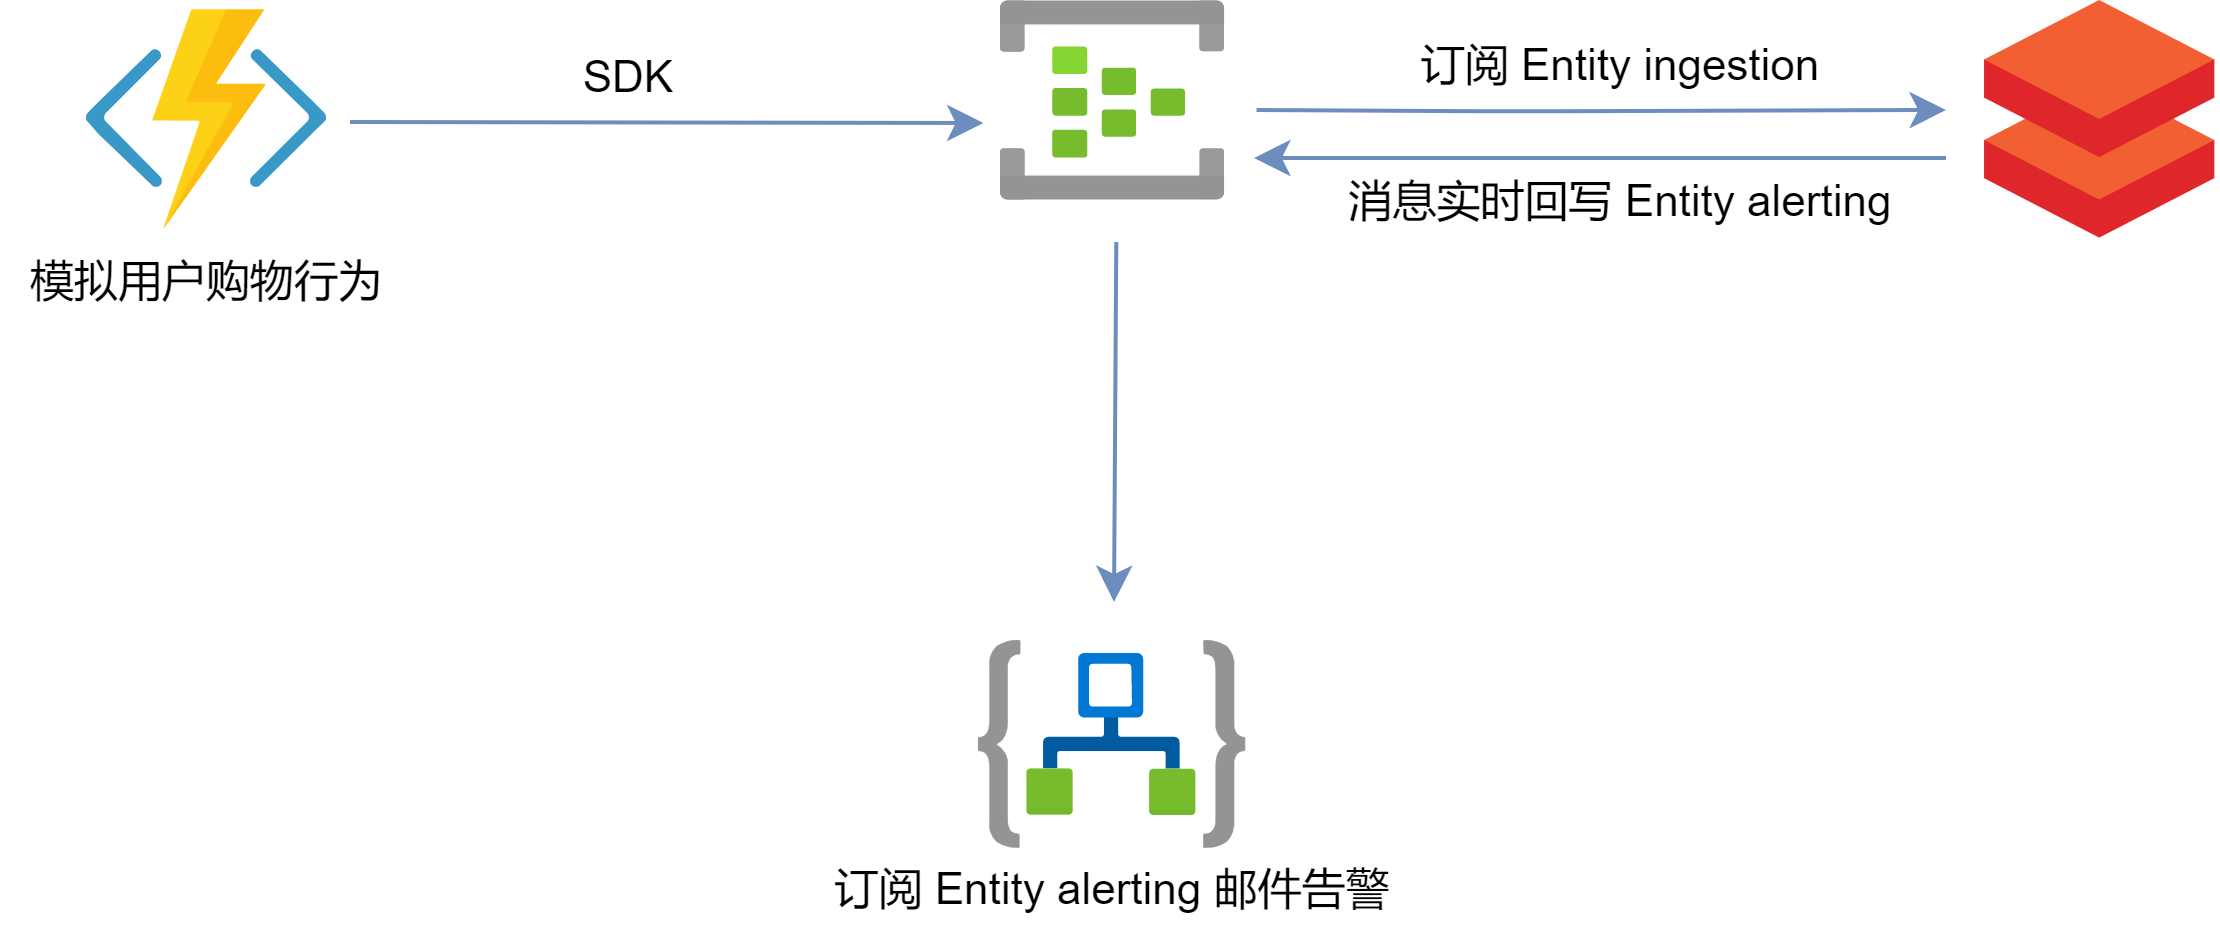 SDK
订阅 Entity ingestion
消息实时回写 Entity alerting
模拟用户购物行为
订阅 Entity alerting 邮件告警